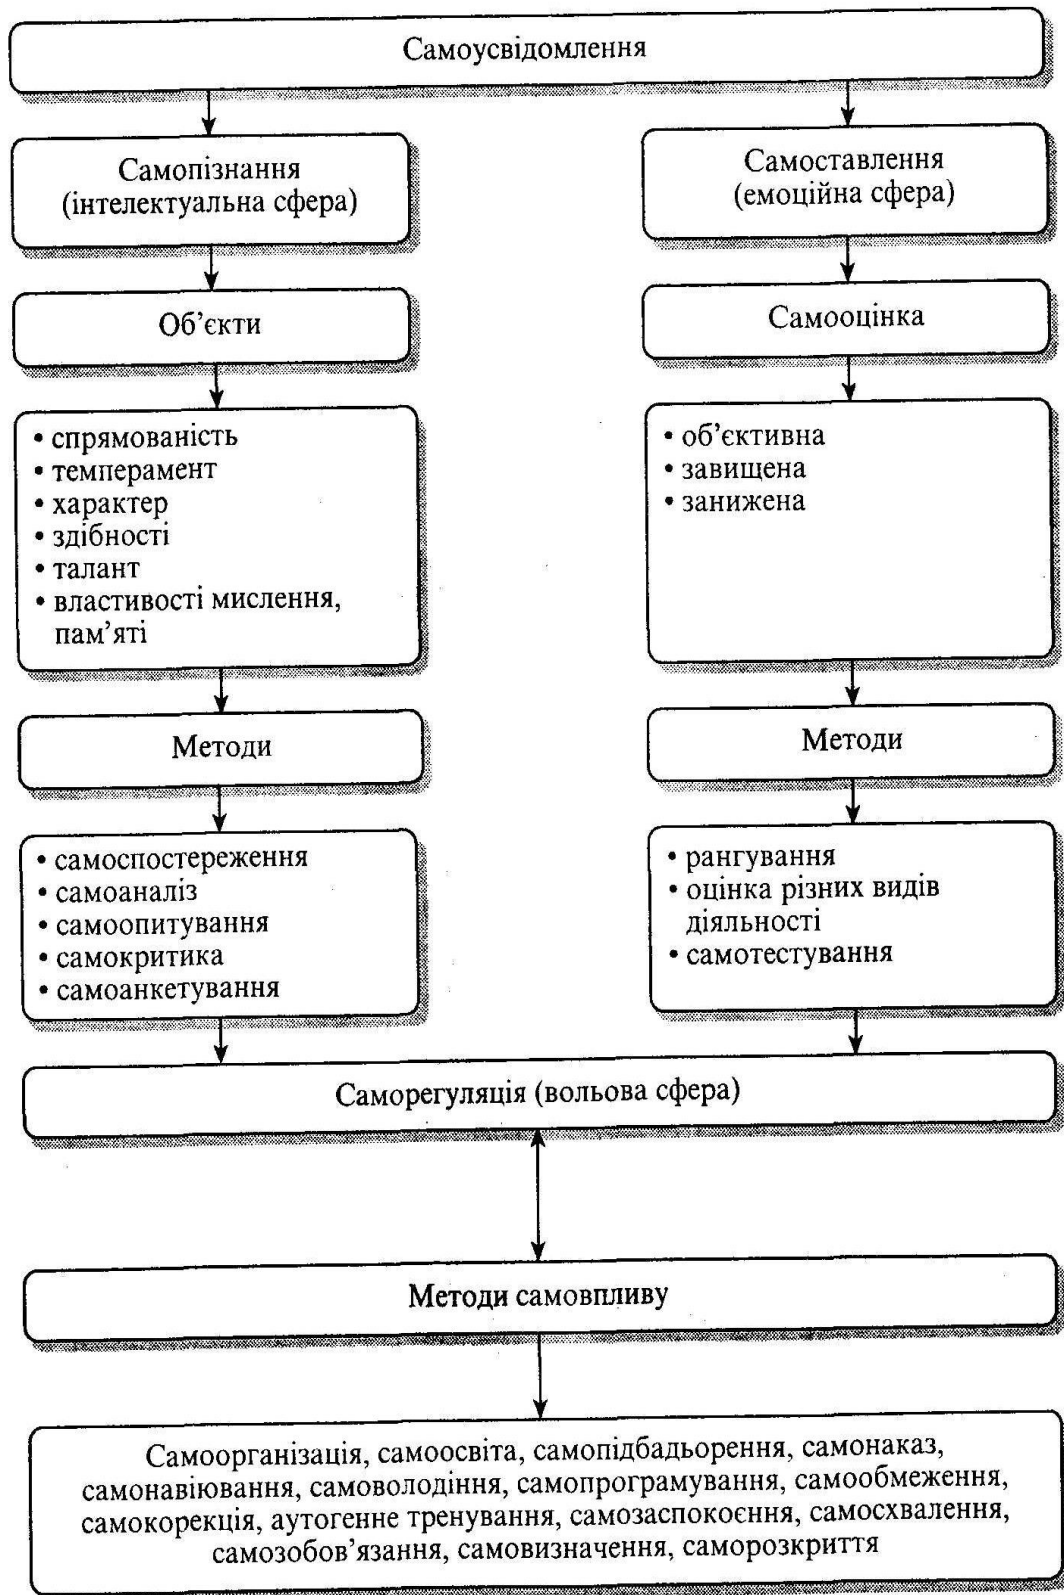 Самоусвідомлення
Самопізнання
(інтелектуальна сфера)
Самоставлення
(емоційна сфера)
Об’єкти
Самооцінка
• спрямованість
• темперамент
• характер
• здібності
• талант
• властивості мислення,
пам’яті
• об’єктивна
• завищена
• занижена
Методи
Методи
• самоспостереження
• самоаналіз
• самоопитування
• самокритика
• самоанкетування
• рангування
• оцінка різних видів
діяльності
• самотестування
Саморегуляція (вольова сфера)
Методи самовпливу
Самоорганізація, самоосвіта, самопідбадьорення, самонаказ,
самонавіювання, самоволодіння, самопрограмування, самообмеження,
самокорекція, аутогенне тренування, самозаспокоєння, самосхвалення,
самозобов’язання, самовизначення, саморозкриття